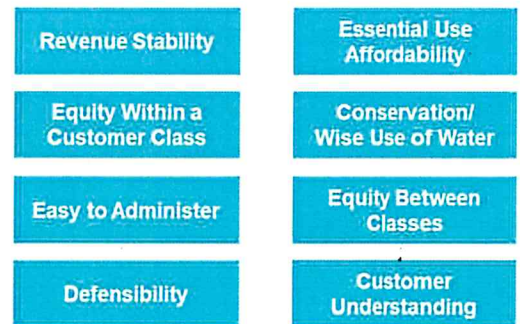 Revenue Stability
Essential Use
Affordability
Equity Within a
Customer Class
Conservation/
Wise Use of Water
Easy to Administer
Equity Between
Classes
Defensibility
Customer
Understanding